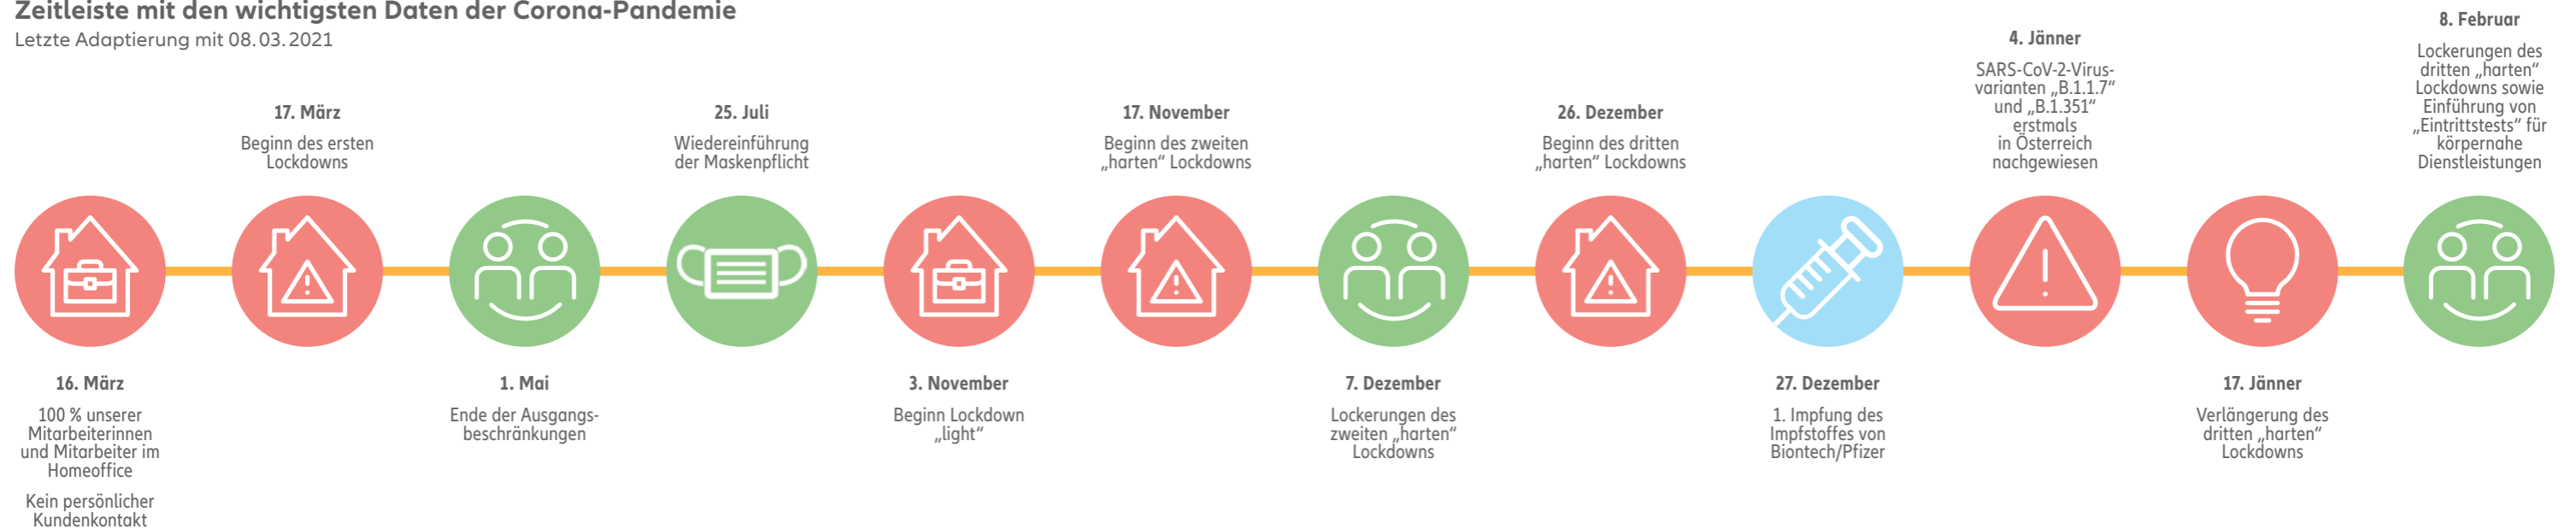 Zeitleiste mit den wichtigsten Daten der Corona-Pandemie
Letzte Adaptierung mit 08.03.2021
16. März
100 % unserer
Mitarbeiterinnen
und Mitarbeiter im
Homeoffice
Kein persönlicher
Kundenkontakt
17. März
Beginn des ersten
Lockdowns
1. Mai
Ende der Ausgangs-
beschränkungen
25. Juli
Wiedereinführung
der Maskenpflicht
3. November
Beginn Lockdown
„light“
17. November
Beginn des zweiten
„harten“ Lockdowns
7. Dezember
Lockerungen des
zweiten „harten“
Lockdowns
26. Dezember
Beginn des dritten
„harten“ Lockdowns
27. Dezember
1. Impfung des
Impfstoffes von
Biontech/Pfizer
4. Jänner
SARS-CoV-2-Virus-
varianten „B.1.1.7“
und „B.1.351“
erstmals
in Österreich
nachgewiesen
17. Jänner
Verlängerung des
dritten „harten“
Lockdowns
8. Februar
Lockerungen des
dritten „harten“
Lockdowns sowie
Einführung von
„Eintrittstests“ für
körpernahe
Dienstleistungen